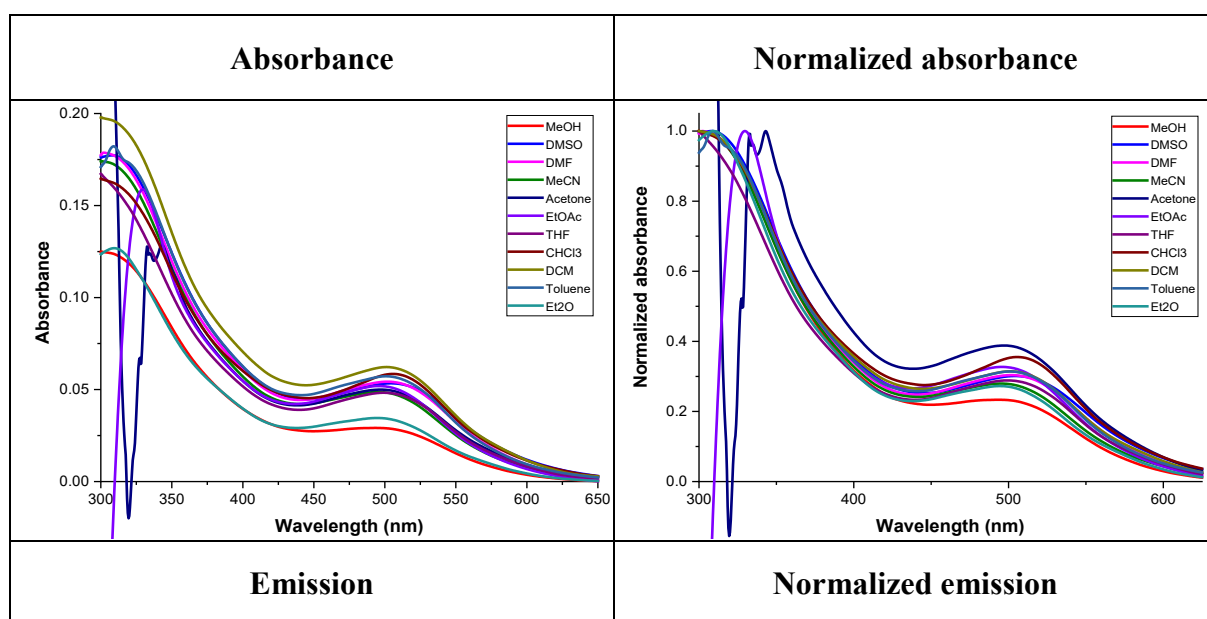 Absorbance
Normalized absorbance
0.20
0.15
0.10
0.05
0.00
Absorbance
300 350 400 450 500 550 600 650
Wavelength (nm)
MeOH
DMSO
DMF
MeCN
Acetone
EtOAc
THF
CHCl3
DCM
Toluene
Et2O
1.0
0.8
0.6
0.4
0.2
0.0
Normalized absorbance
300 400 500 600
Wavelength (nm)
MeOH
DMSO
DMF
MeCN
Acetone
EtOAc
THF
CHCl3
DCM
Toluene
Et2O
Emission
Normalized emission